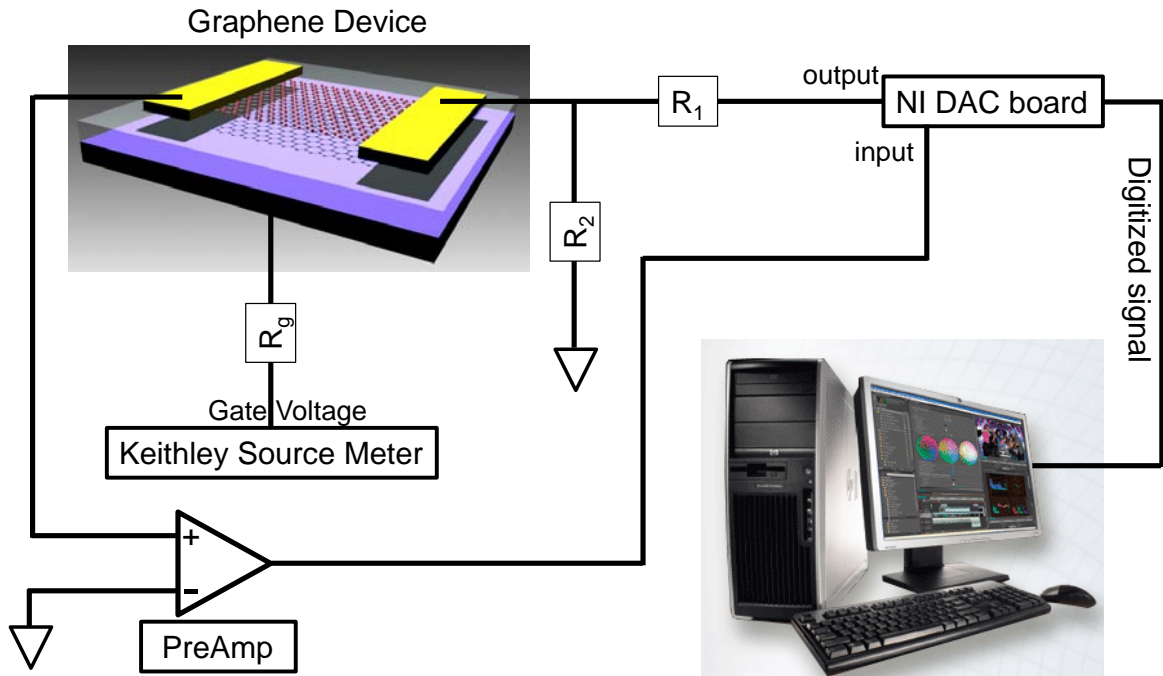 Graphene Device
output
R1
NI DAC board
input
R2
Digitized signal
Rg
Gate Voltage
Keithley Source Meter
+
-
PreAmp